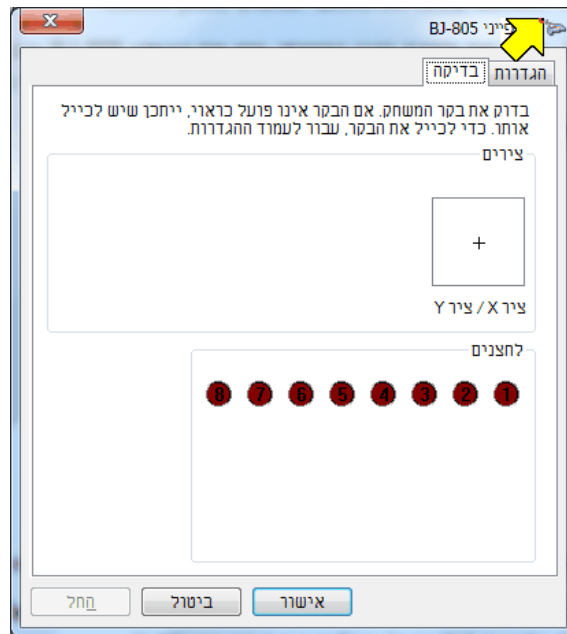 BJ-805
הגדרות בדיקה
בדוק את בקר המשחק. אם הבקר אינו פועל כראוי, ייתכן שיש לכייל
אותו. כדי לכייל את הבקר, עבור לעמוד ההגדרות.
צירים
ציר X / ציר Y
לחצנים
1 2 3 4 5 6 7 8
אישור ביטול החל